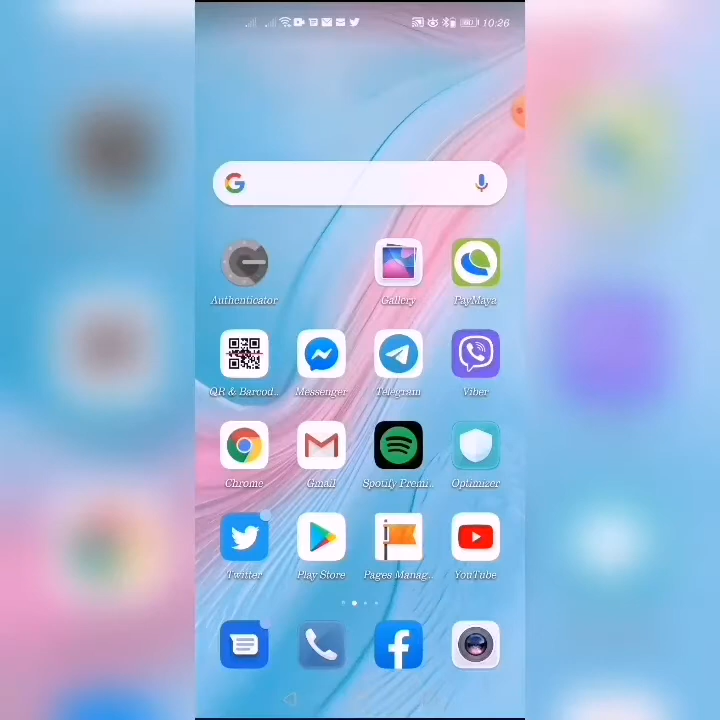 10:26
Authenticator
Gallery
PayMaya
QR & Barcod..
Messenger
Telegram
Viber
Chrome
Gmail
Spotify Premi..
Optimizer
Twitter
Play Store
Pages Manag..
YouTube